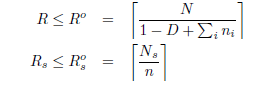 R ≤ R^o = ⌈ N / (1 − D + ∑_i n_i) ⌉
R_s ≤ R_s^o = ⌈ N_s / n ⌉